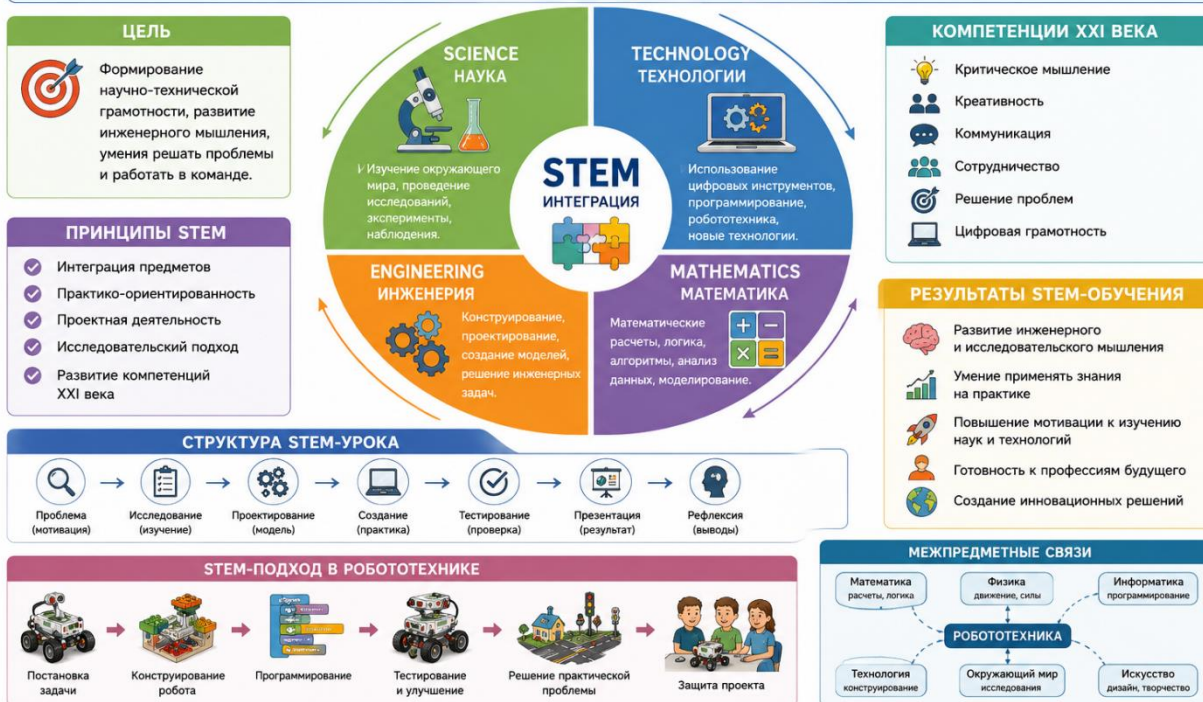 ЦЕЛЬ
Формирование
научно-технической
грамотности, развитие
инженерного мышления,
умения решать проблемы
и работать в команде.
ПРИНЦИПЫ STEM
Интеграция предметов
Практико-ориентированность
Проектная деятельность
Исследовательский подход
Развитие компетенций
XXI века
SCIENCE
НАУКА
Изучение окружающего
мира, проведение
исследований,
эксперименты,
наблюдения.
TECHNOLOGY
ТЕХНОЛОГИИ
Использование
цифровых инструментов,
программирование,
робототехника,
новые технологии.
STEM
ИНТЕГРАЦИЯ
ENGINEERING
ИНЖЕНЕРИЯ
Конструирование,
проектирование,
создание моделей,
решение инженерных
задач.
MATHEMATICS
МАТЕМАТИКА
Математические
расчеты, логика,
алгоритмы, анализ
данных, моделирование.
КОМПЕТЕНЦИИ XXI ВЕКА
Критическое мышление
Креативность
Коммуникация
Сотрудничество
Решение проблем
Цифровая грамотность
РЕЗУЛЬТАТЫ STEM-ОБУЧЕНИЯ
Развитие инженерного
и исследовательского мышления
Умение применять знания
на практике
Повышение мотивации к изучению
наук и технологий
Готовность к профессиям будущего
Создание инновационных решений
СТРУКТУРА STEM-УРОКА
Проблема
(мотивация)
Исследование
(изучение)
Проектирование
(модель)
Создание
(практика)
Тестирование
(проверка)
Презентация
(результат)
Рефлексия
(выводы)
STEM-ПОДХОД В РОБОТОТЕХНИКЕ
Постановка
задачи
Конструирование
робота
Программирование
Тестирование
и улучшение
Решение практической
проблемы
Защита проекта
МЕЖПРЕДМЕТНЫЕ СВЯЗИ
Математика
расчеты, логика
Физика
движение, силы
Информатика
программирование
РОБОТОТЕХНИКА
Технология
конструирование
Окружающий мир
исследования
Искусство
дизайн, творчество